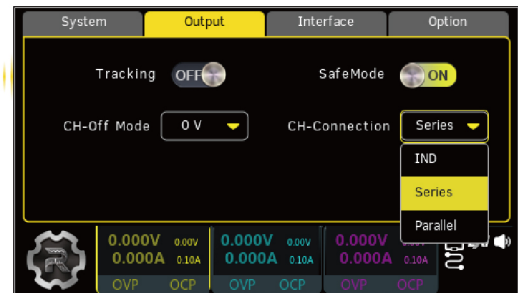 System Output Interface Option
Tracking OFF SafeMode ON
CH-Off Mode 0 V CH-Connection Series
IND
Series
Parallel
0.000V 0.00V 0.000V 0.00V 0.000V
0.000A 0.10A 0.000A 0.10A 0.000A 0.10A
OVP OCP OVP OCP OVP OCP
R